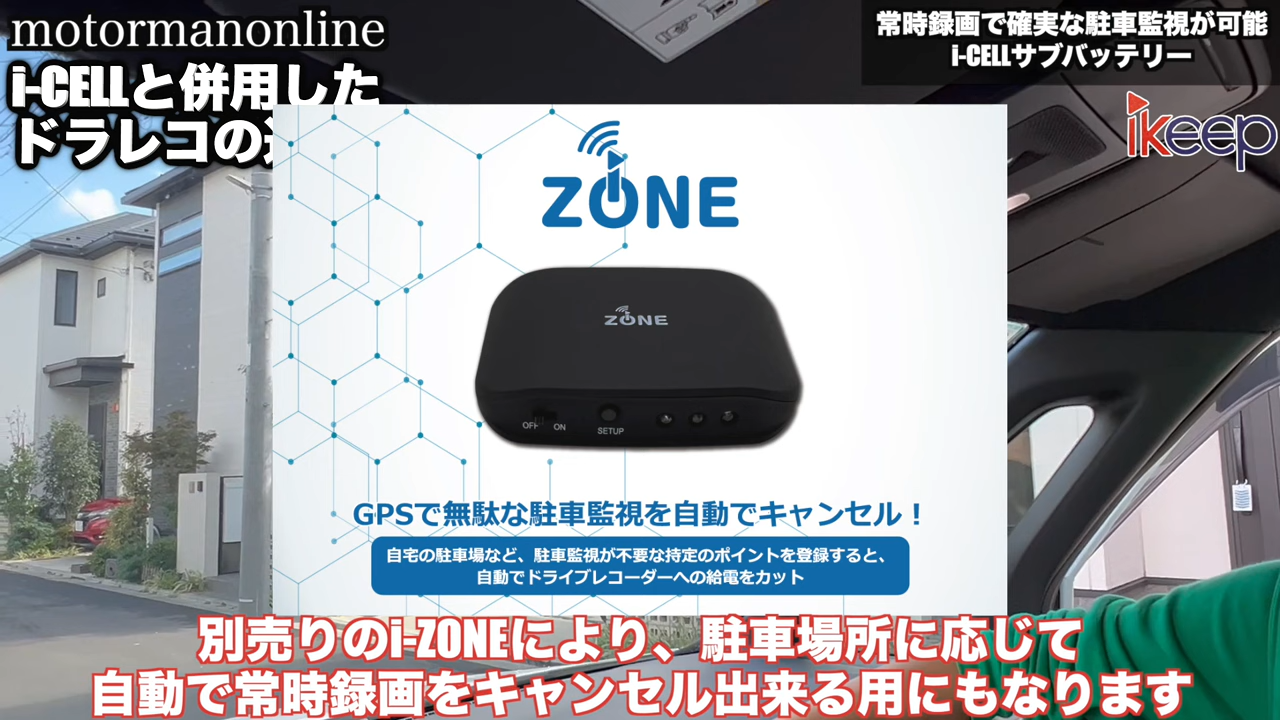 motormanonline
i-CELLと併用した
ドラレコの
常時録画で確実な駐車監視が可能
i-CELLサブバッテリー
ikeep
ZONE
ZONE
OFF ON SETUP
GPSで無駄な駐車監視を自動でキャンセル！
自宅の駐車場など、駐車監視が不要な持定のポイントを登録すると、
自動でドライブレコーダーへの給電をカット
別売りのi-ZONEにより、駐車場所に応じて
自動で常時録画をキャンセル出来る用にもなります